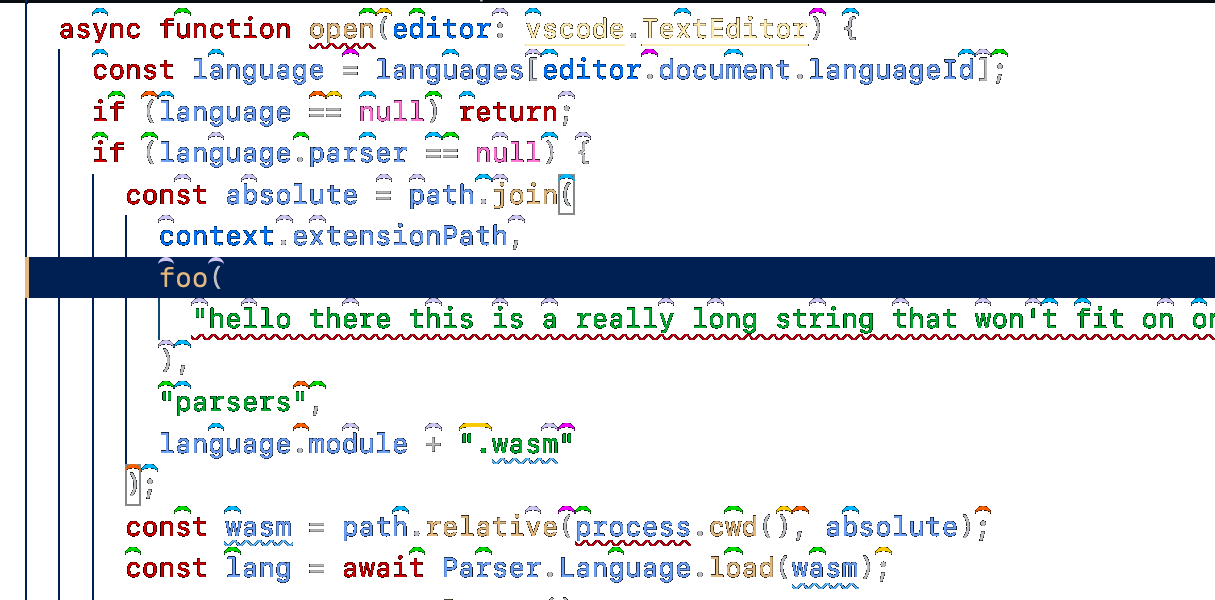 async function open(editor: vscode.TextEditor) {
const language = languages[editor.document.languageId];
if (language == null) return;
if (language.parser == null) {
const absolute = path.join(
context.extensionPath,
foo(
"hello there this is a really long string that won't fit on
),
"parsers",
language.module + ".wasm"
);
const wasm = path.relative(process.cwd(), absolute);
const lang = await Parser.Language.load(wasm);